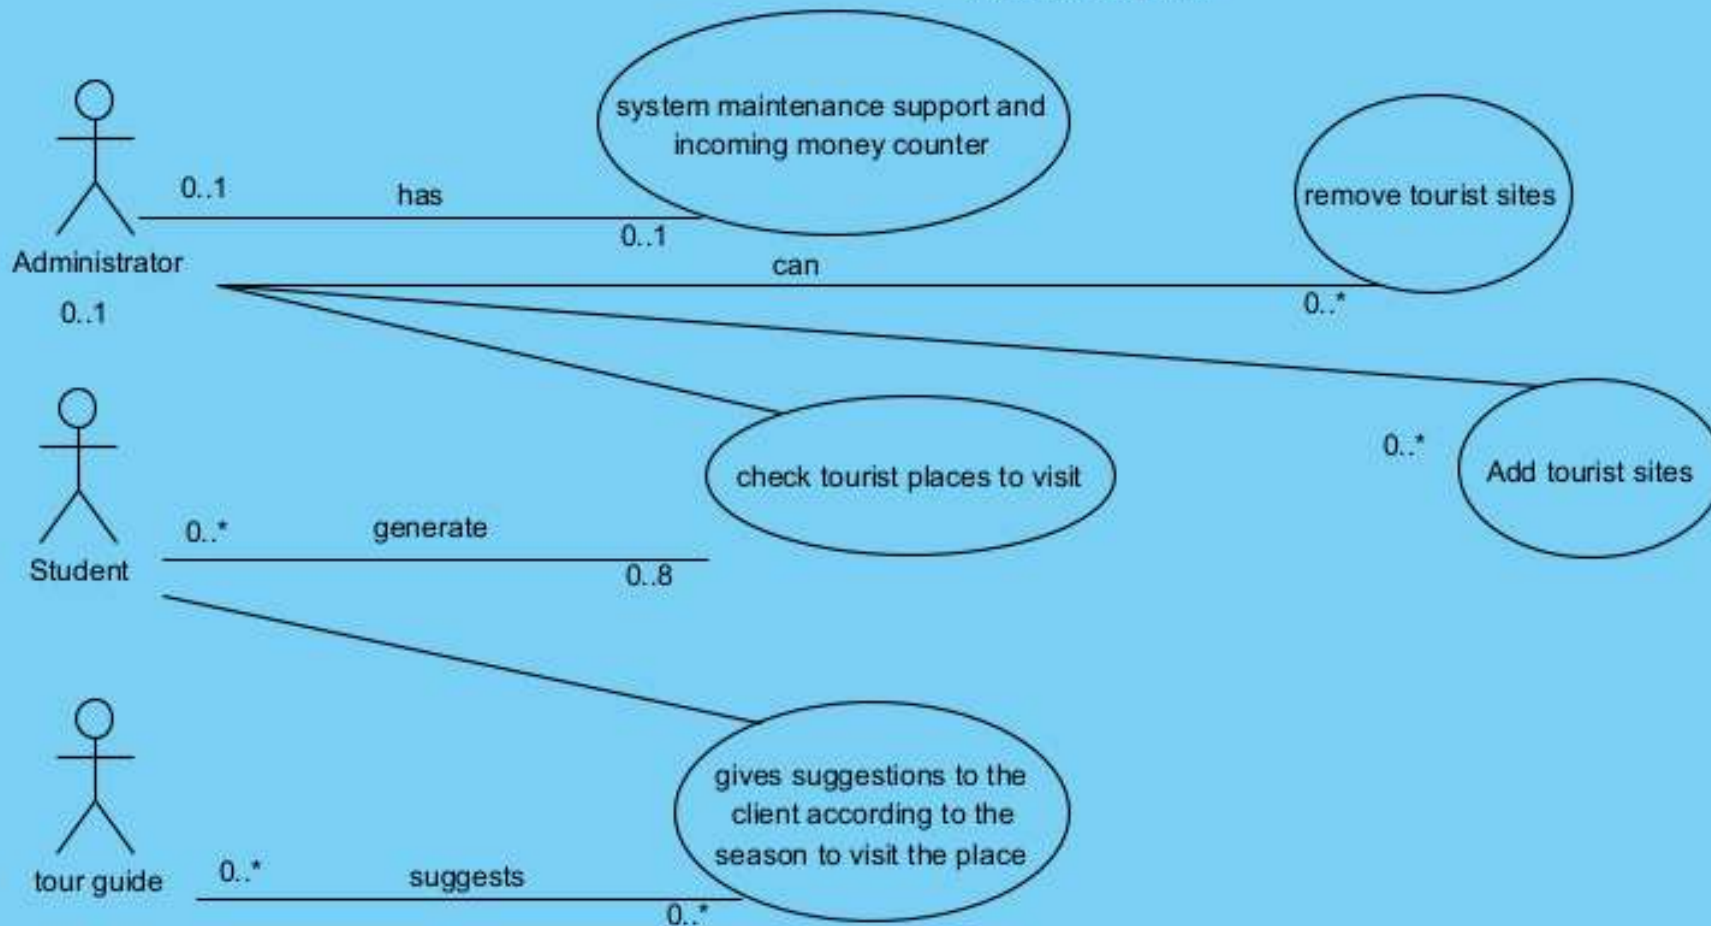 system maintenance support and
incoming money counter
remove tourist sites
0..1
has
0..1
Administrator
can
0..1
0..*
check tourist places to visit
0..*
Add tourist sites
0..*
generate
0..8
Student
gives suggestions to the
client according to the
season to visit the place
tour guide
0..*
suggests
0..*